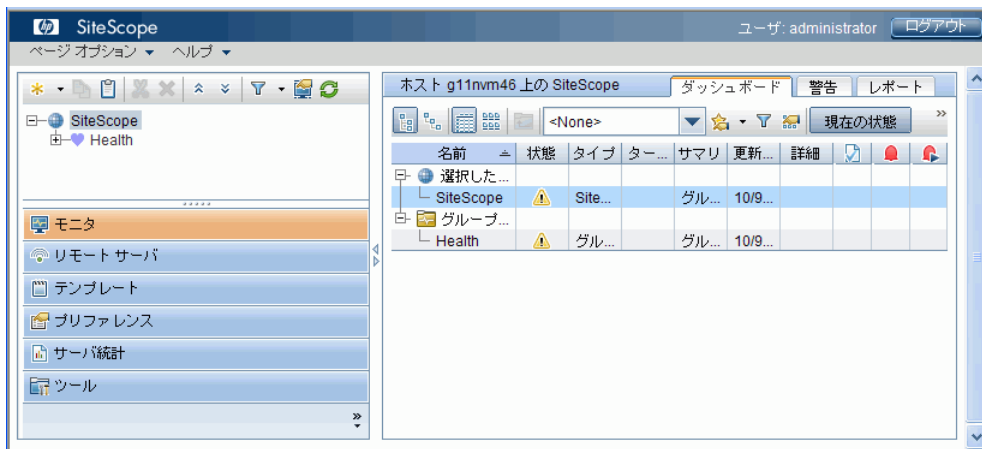 hp SiteScope ユーザ: administrator ログアウト
ページ オプション ヘルプ
ホスト g11nvm46 上の SiteScope ダッシュボード 警告 レポート
SiteScope
Health
<None> 現在の状態 »
名前 状態 タイプ ター... サマリ 更新... 詳細
選択した...
SiteScope Site... グル... 10/9...
グループ...
Health グル... グル... 10/9...
モニタ
リモート サーバ
テンプレート
プリファレンス
サーバ統計
ツール
»